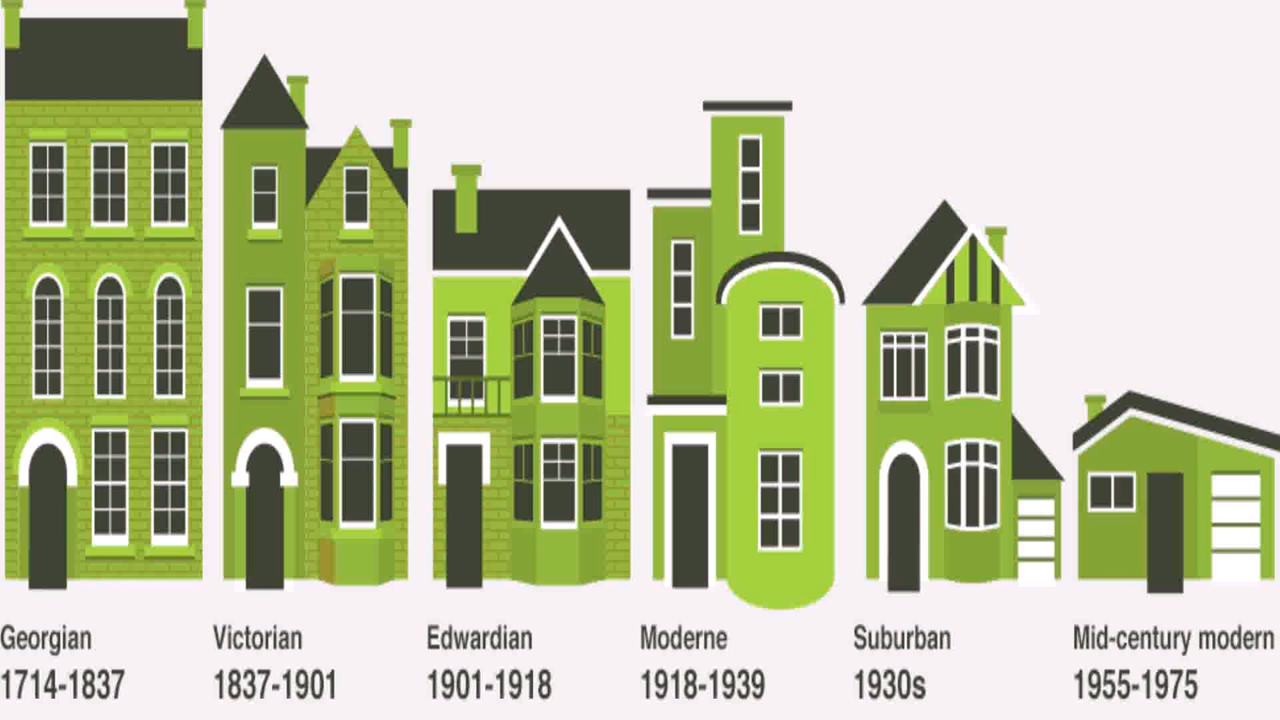 Georgian
1714-1837
Victorian
1837-1901
Edwardian
1901-1918
Moderne
1918-1939
Suburban
1930s
Mid-century modern
1955-1975